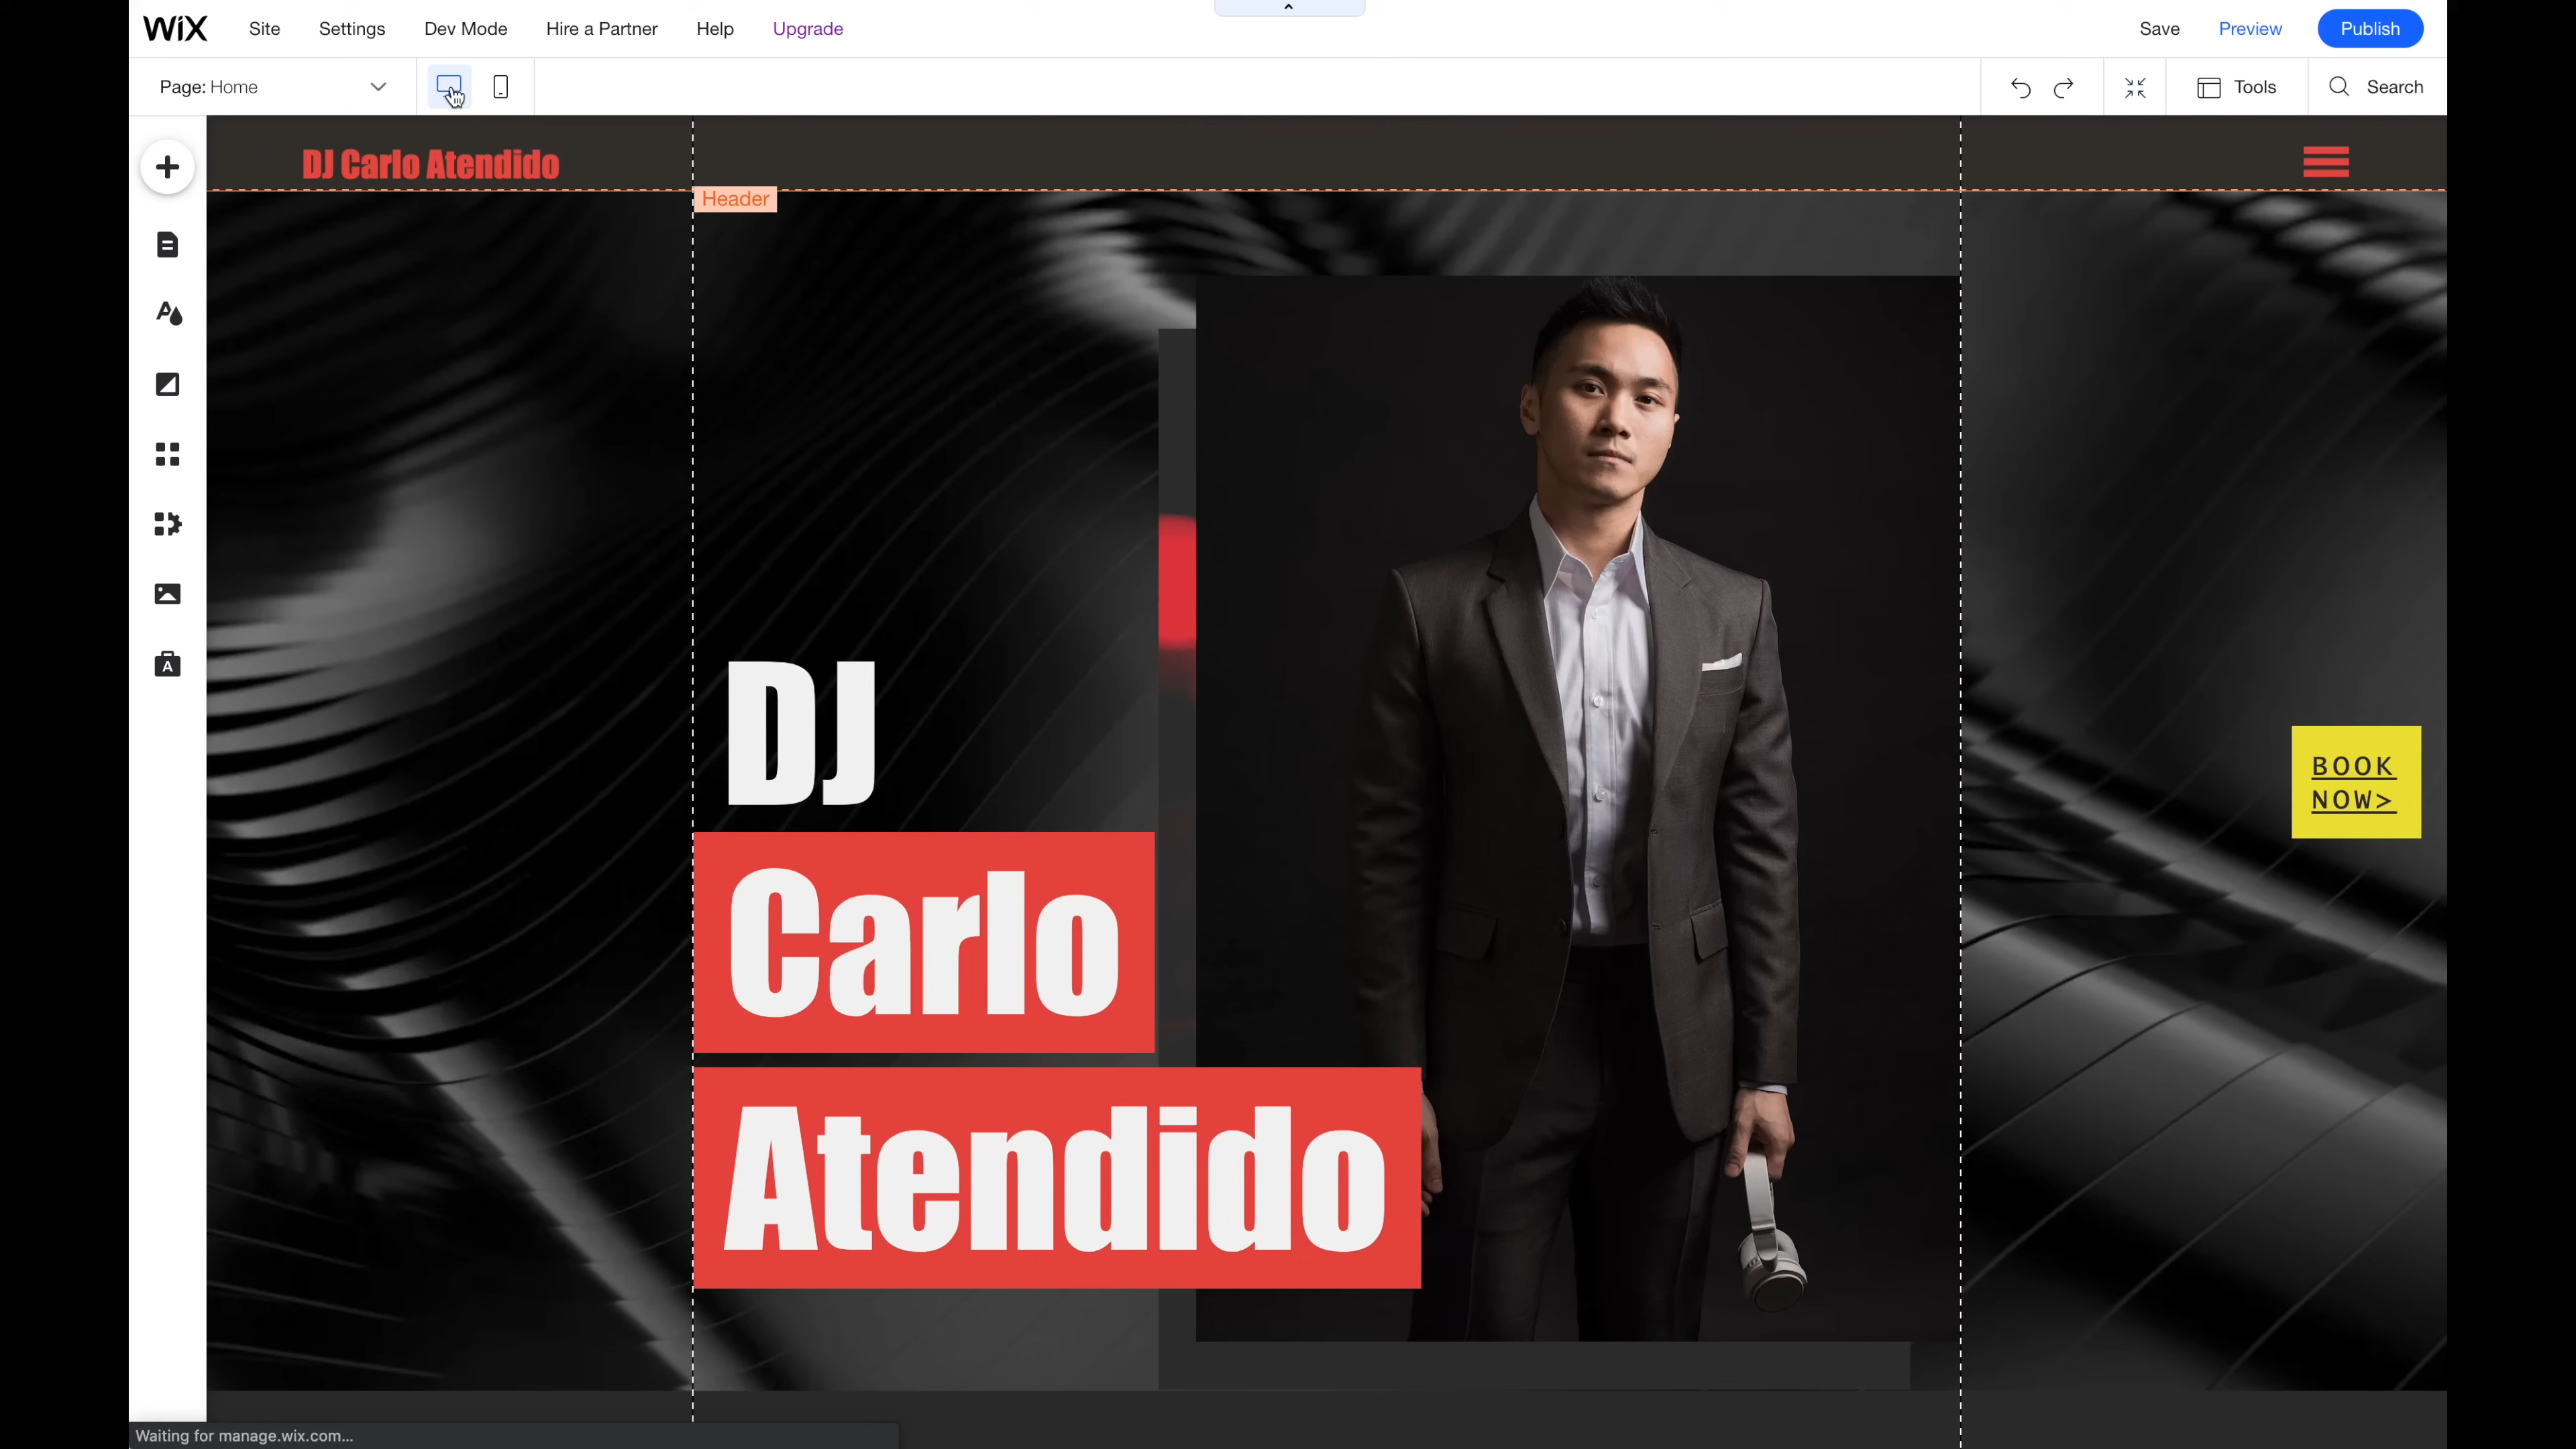 WiX Site Settings Dev Mode Hire a Partner Help Upgrade Save Preview Publish
Page: Home Tools Search
DJ Carlo Atendido
Header
DJ
Carlo
Atendido
BOOK
NOW>
A
A
Waiting for manage.wix.com...